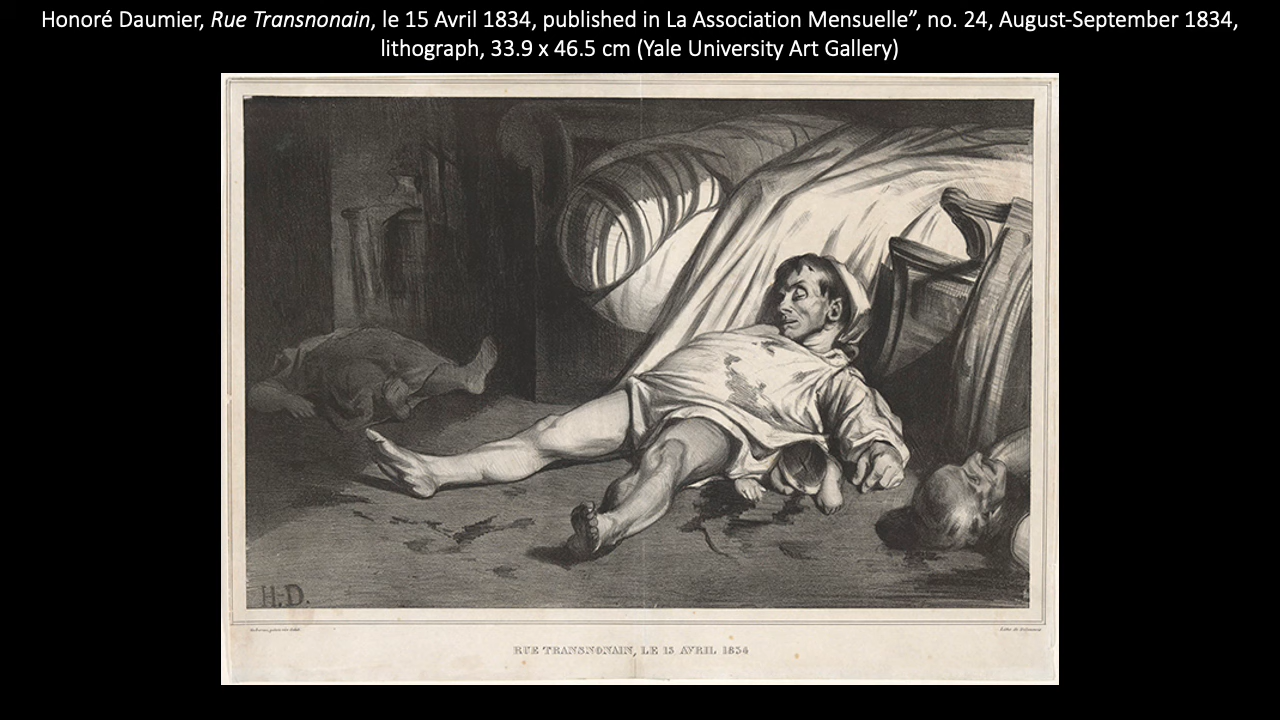 Honoré Daumier, Rue Transnonain, le 15 Avril 1834, published in La Association Mensuelle”, no. 24, August-September 1834,
lithograph, 33.9 x 46.5 cm (Yale University Art Gallery)
H.D.
RUE TRANSNONAIN, LE 15 AVRIL 1834